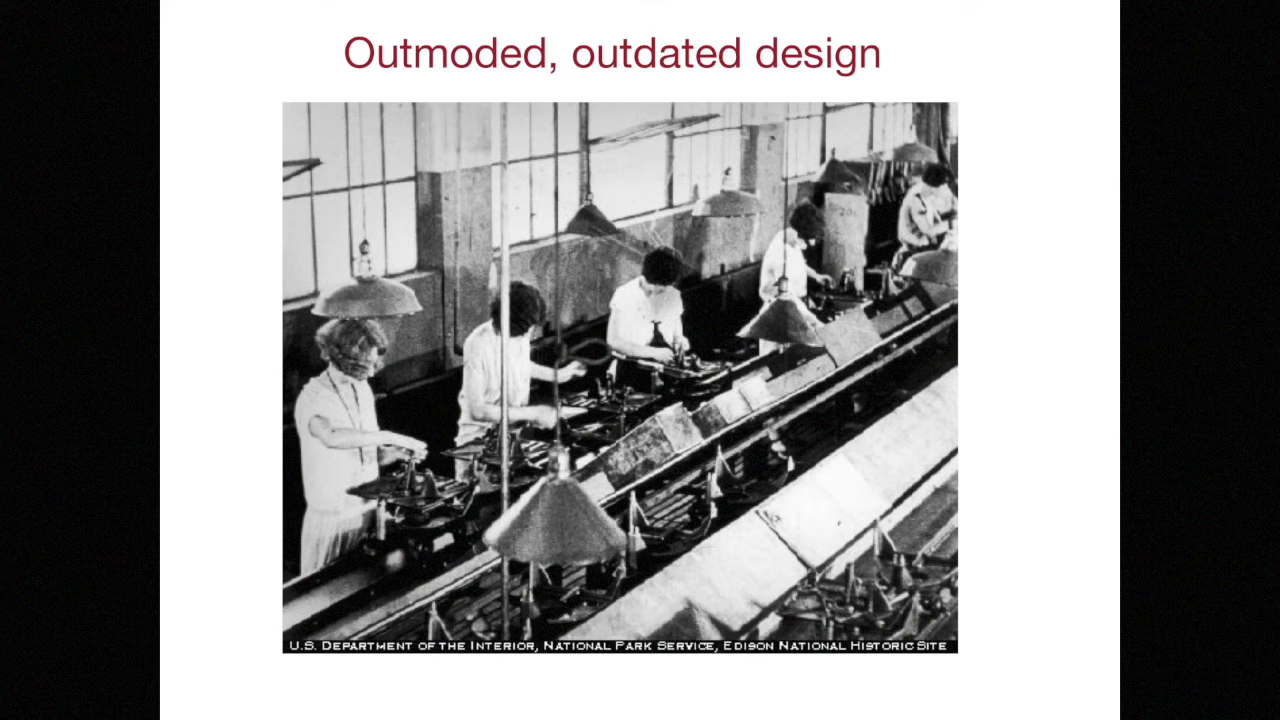 Outmoded, outdated design
U.S. Department of the Interior, National Park Service, Edison National Historic Site